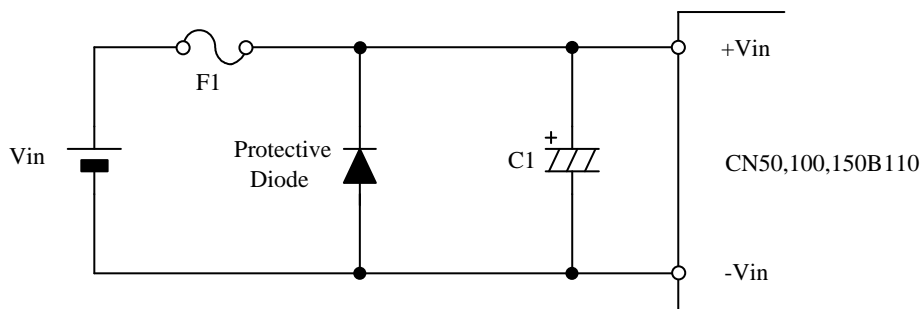 F1
+Vin
Vin
Protective
Diode
+
C1
CN50,100,150B110
-Vin